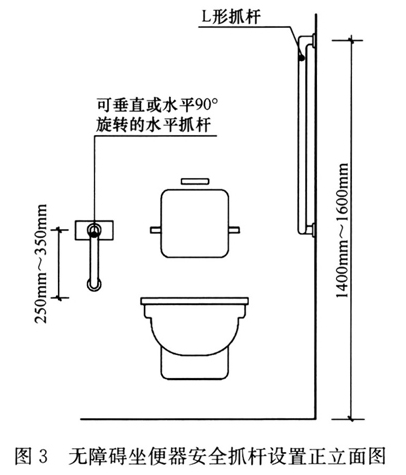 L形抓杆
可垂直或水平90°
旋转的水平抓杆
250mm～350mm
1400mm～1600mm
图 3 无障碍坐便器安全抓杆设置正立面图